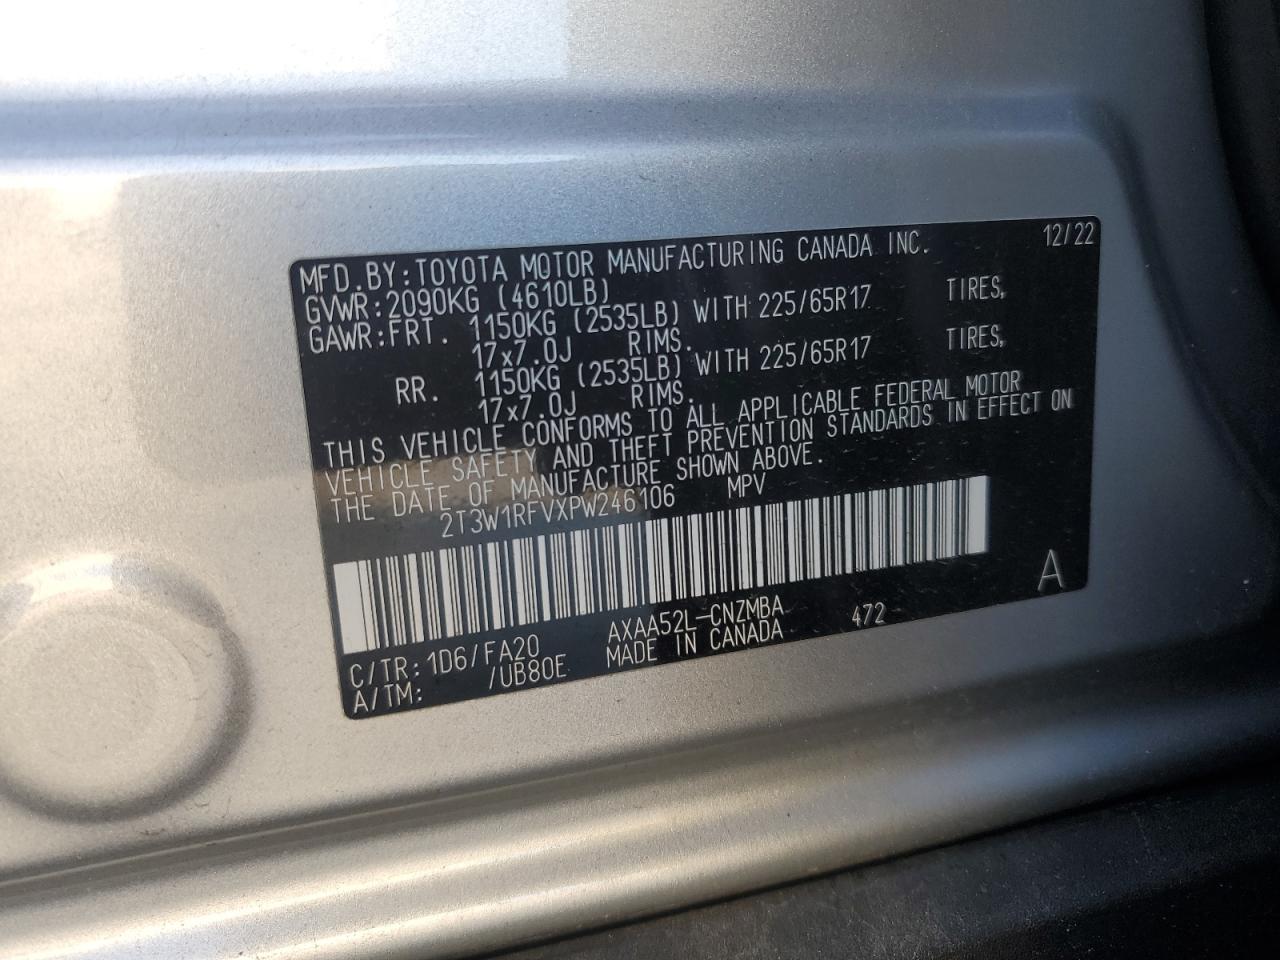 MFD.BY:TOYOTA MOTOR MANUFACTURING CANADA INC. 12/22
GVWR:2090KG (4610LB)
GAWR:FRT. 1150KG (2535LB) WITH 225/65R17 TIRES,
17x7.0J RIMS.
RR. 1150KG (2535LB) WITH 225/65R17 TIRES,
17x7.0J RIMS.
THIS VEHICLE CONFORMS TO ALL APPLICABLE FEDERAL MOTOR
VEHICLE SAFETY AND THEFT PREVENTION STANDARDS IN EFFECT ON
THE DATE OF MANUFACTURE SHOWN ABOVE.
2T3W1RFVXPW246106 MPV
A
C/TR: 1D6/FA20 AXAA52L-CNZMBA 472
A/TM: /UB80E MADE IN CANADA